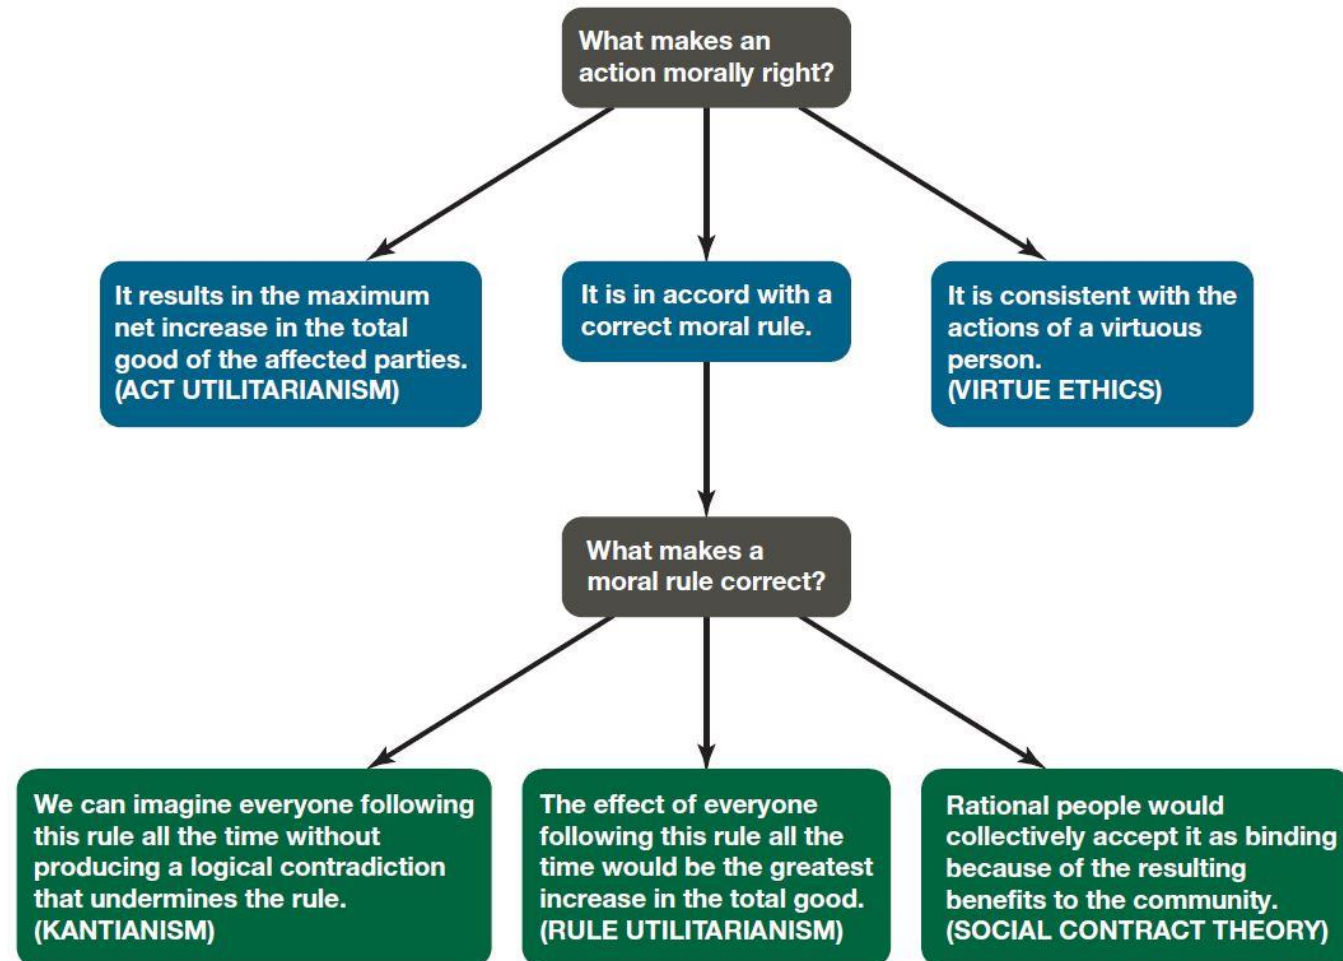 What makes an
action morally right?
It results in the maximum
net increase in the total
good of the affected parties.
(ACT UTILITARIANISM)
It is in accord with a
correct moral rule.
It is consistent with the
actions of a virtuous
person.
(VIRTUE ETHICS)
What makes a
moral rule correct?
We can imagine everyone following
this rule all the time without
producing a logical contradiction
that undermines the rule.
(KANTIANISM)
The effect of everyone
following this rule all the
time would be the greatest
increase in the total good.
(RULE UTILITARIANISM)
Rational people would
collectively accept it as binding
because of the resulting
benefits to the community.
(SOCIAL CONTRACT THEORY)